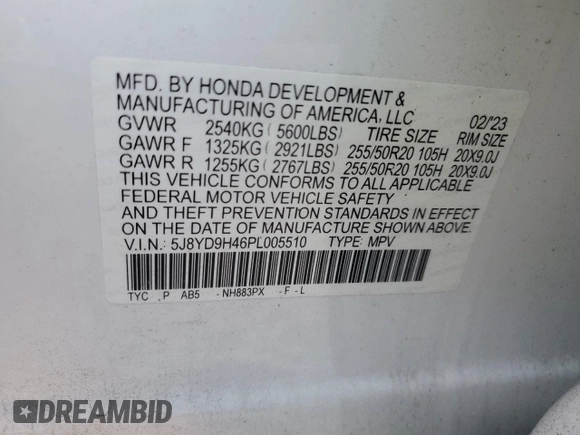 MFD. BY HONDA DEVELOPMENT &
MANUFACTURING OF AMERICA, LLC 02/'23
GVWR 2540KG ( 5600LBS) TIRE SIZE RIM SIZE
GAWR F 1325KG ( 2921LBS) 255/50R20 105H 20X9.0J
GAWR R 1255KG ( 2767LBS) 255/50R20 105H 20X9.0J
THIS VEHICLE CONFORMS TO ALL APPLICABLE
FEDERAL MOTOR VEHICLE SAFETY
AND THEFT PREVENTION STANDARDS IN EFFECT
ON THE DATE OF MANUFACTURE SHOWN ABOVE.
V.I.N.: 5J8YD9H46PL005510 TYPE: MPV
TYC . P AB5 - NH883PX - F - L
DREAMBID